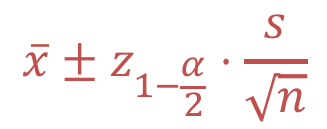 x̄ ± z_{1−α/2} · s/√n